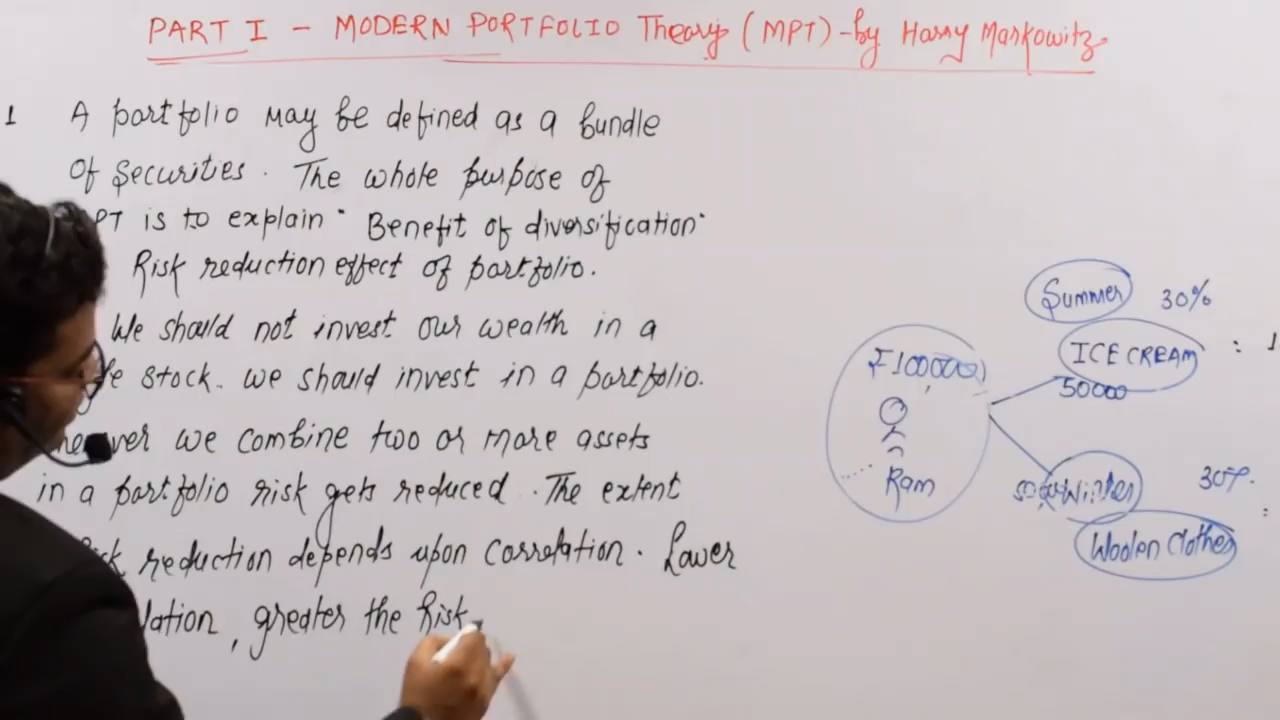 PART I - MODERN PORTFOLIO Theory (MPT) -by Harry Markowitz
1 A portfolio may be defined as a bundle
of securities. The whole purpose of
PT is to explain " Benefit of diversification "
Risk reduction effect of portfolio.
We should not invest our wealth in a
stock. we should invest in a portfolio.
ver we combine two or more assets
in a portfolio risk gets reduced. The extent
reduction depends upon correlation. Lower
lation, greater the Risk
Summer 30%
ICE CREAM : 1
50000
₹100000
Ram
Winter 30%
:
Woolen Clothes